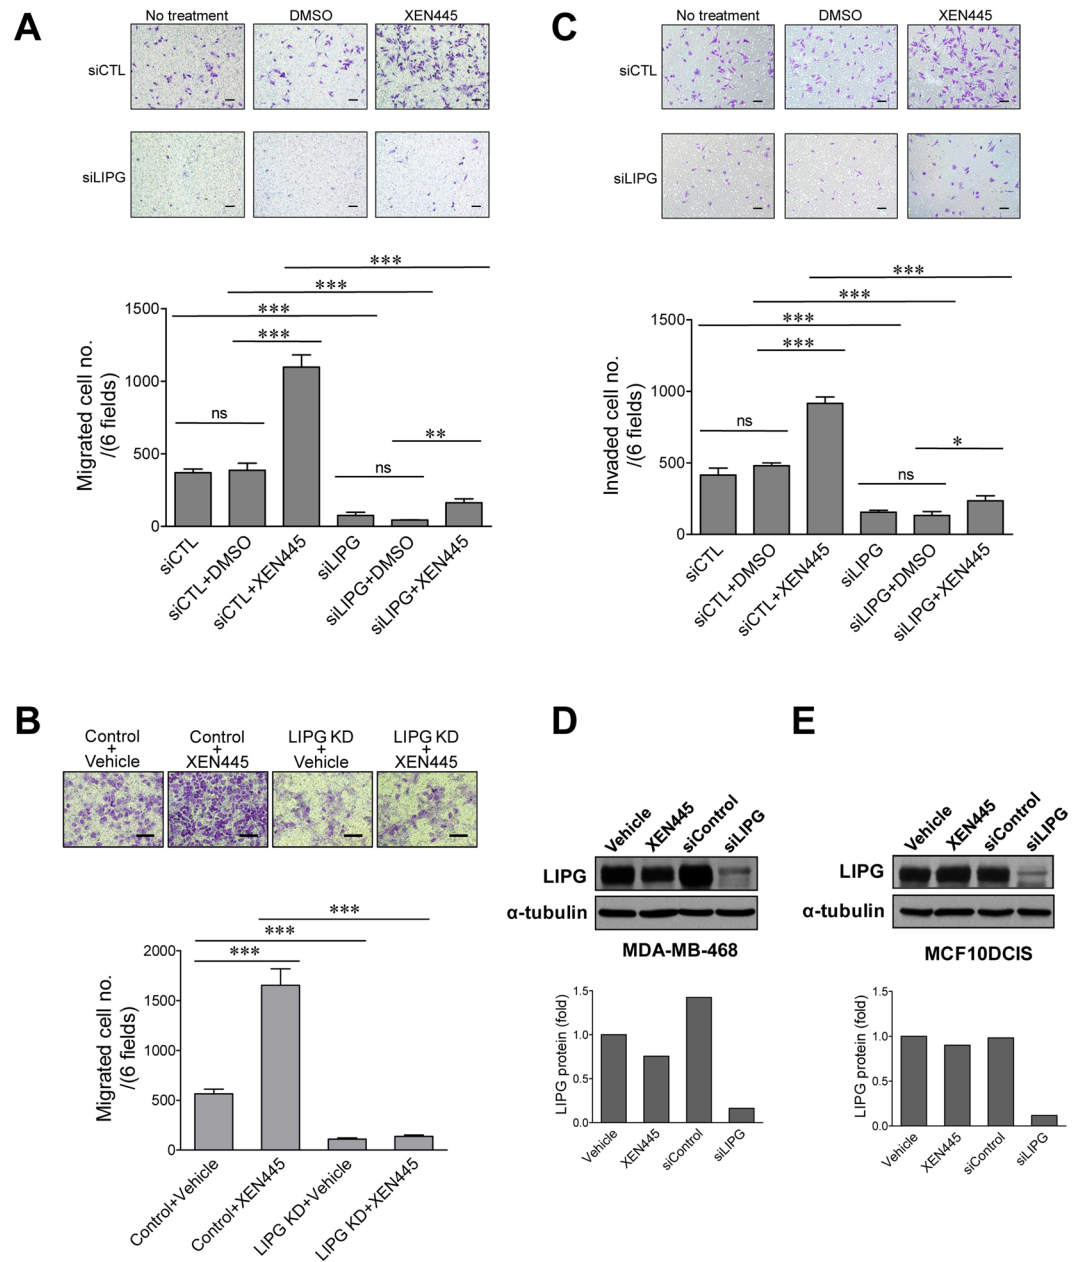 A
No treatment DMSO XEN445
siCTL
siLIPG
***
***
***
***
ns
ns
**
Migrated cell no.
/(6 fields)
1500
1000
500
0
siCTL
siCTL+DMSO
siCTL+XEN445
siLIPG
siLIPG+DMSO
siLIPG+XEN445
C
No treatment DMSO XEN445
siCTL
siLIPG
***
***
***
***
ns
ns
*
Invaded cell no.
/(6 fields)
1500
1000
500
0
siCTL
siCTL+DMSO
siCTL+XEN445
siLIPG
siLIPG+DMSO
siLIPG+XEN445
B
Control
+
Vehicle
Control
+
XEN445
LIPG KD
+
Vehicle
LIPG KD
+
XEN445
***
***
***
Migrated cell no.
/(6 fields)
2000
1500
1000
500
0
Control+Vehicle
Control+XEN445
LIPG KD+Vehicle
LIPG KD+XEN445
D
Vehicle
XEN445
siControl
siLIPG
LIPG
α-tubulin
MDA-MB-468
LIPG protein (fold)
1.5
1.0
0.5
0.0
Vehicle
XEN445
siControl
siLIPG
E
Vehicle
XEN445
siControl
siLIPG
LIPG
α-tubulin
MCF10DCIS
LIPG protein (fold)
1.5
1.0
0.5
0.0
Vehicle
XEN445
siControl
siLIPG